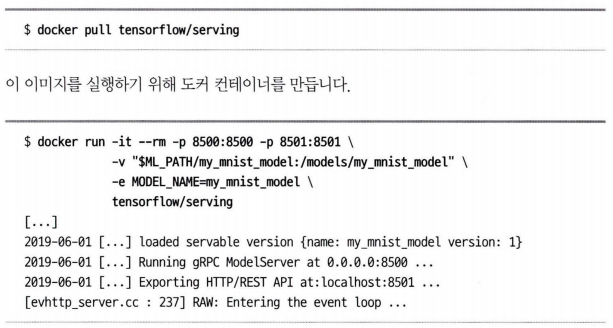 $ docker pull tensorflow/serving
이 이미지를 실행하기 위해 도커 컨테이너를 만듭니다.
$ docker run -it --rm -p 8500:8500 -p 8501:8501 \
-v "$ML_PATH/my_mnist_model:/models/my_mnist_model" \
-e MODEL_NAME=my_mnist_model \
tensorflow/serving
[...]
2019-06-01 [...] loaded servable version {name: my_mnist_model version: 1}
2019-06-01 [...] Running gRPC ModelServer at 0.0.0.0:8500 ...
2019-06-01 [...] Exporting HTTP/REST API at:localhost:8501 ...
[evhttp_server.cc : 237] RAW: Entering the event loop ...